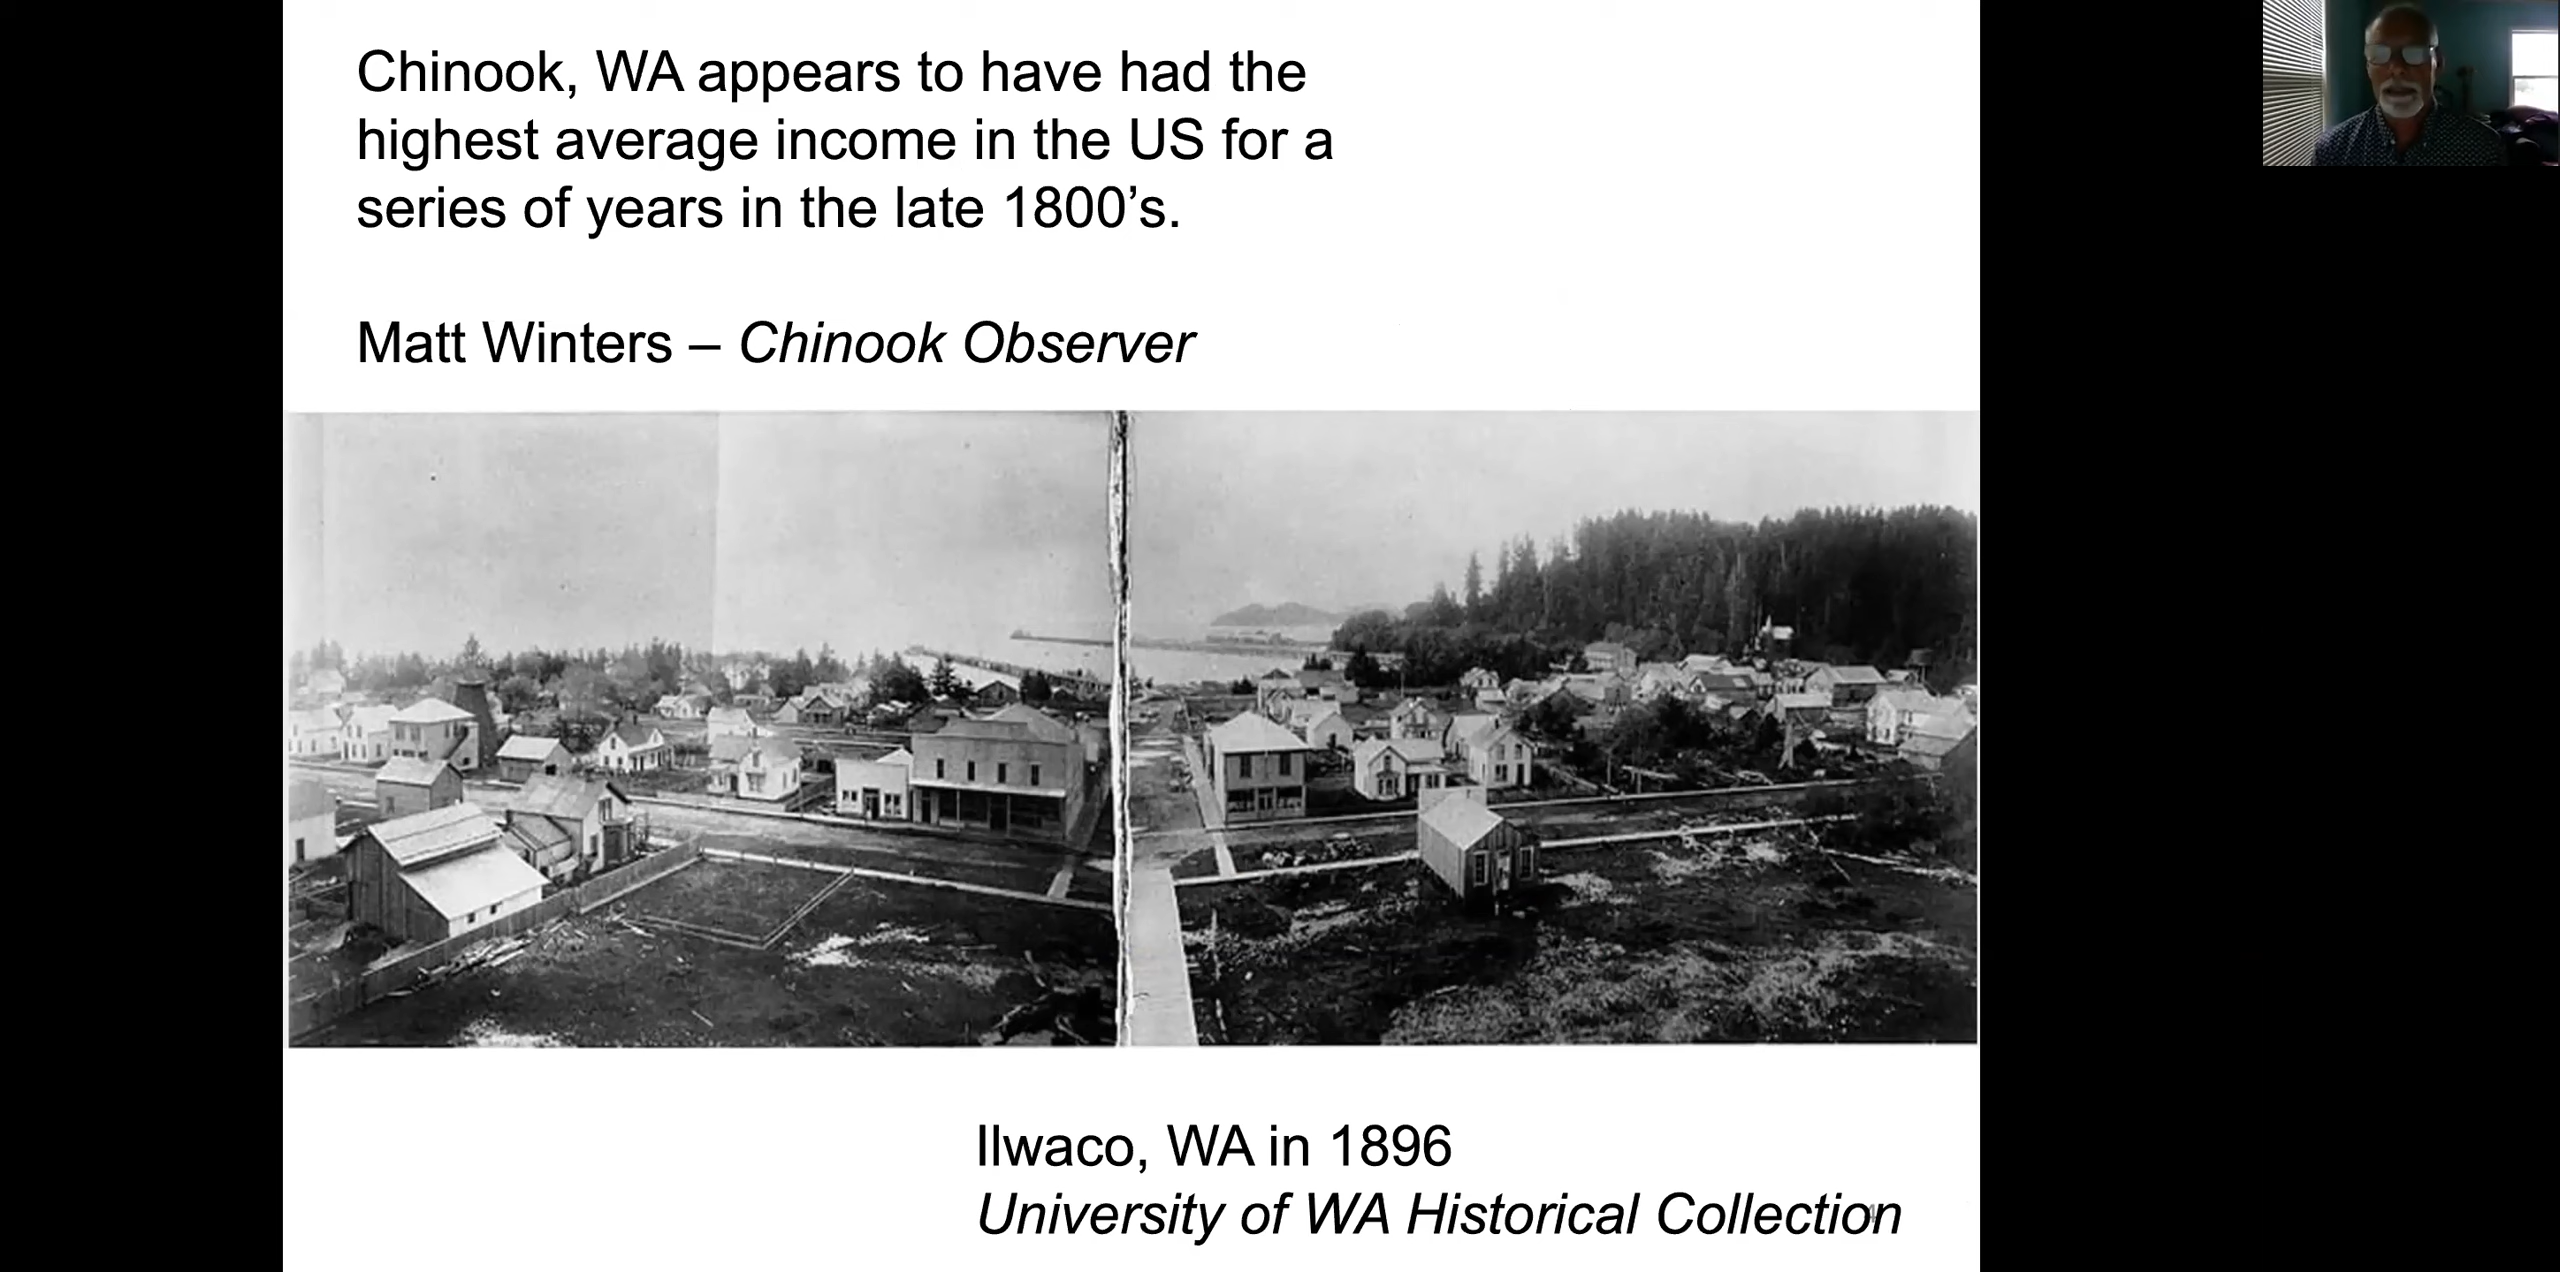 Chinook, WA appears to have had the
highest average income in the US for a
series of years in the late 1800’s.
Matt Winters – Chinook Observer
Ilwaco, WA in 1896
University of WA Historical Collection
4